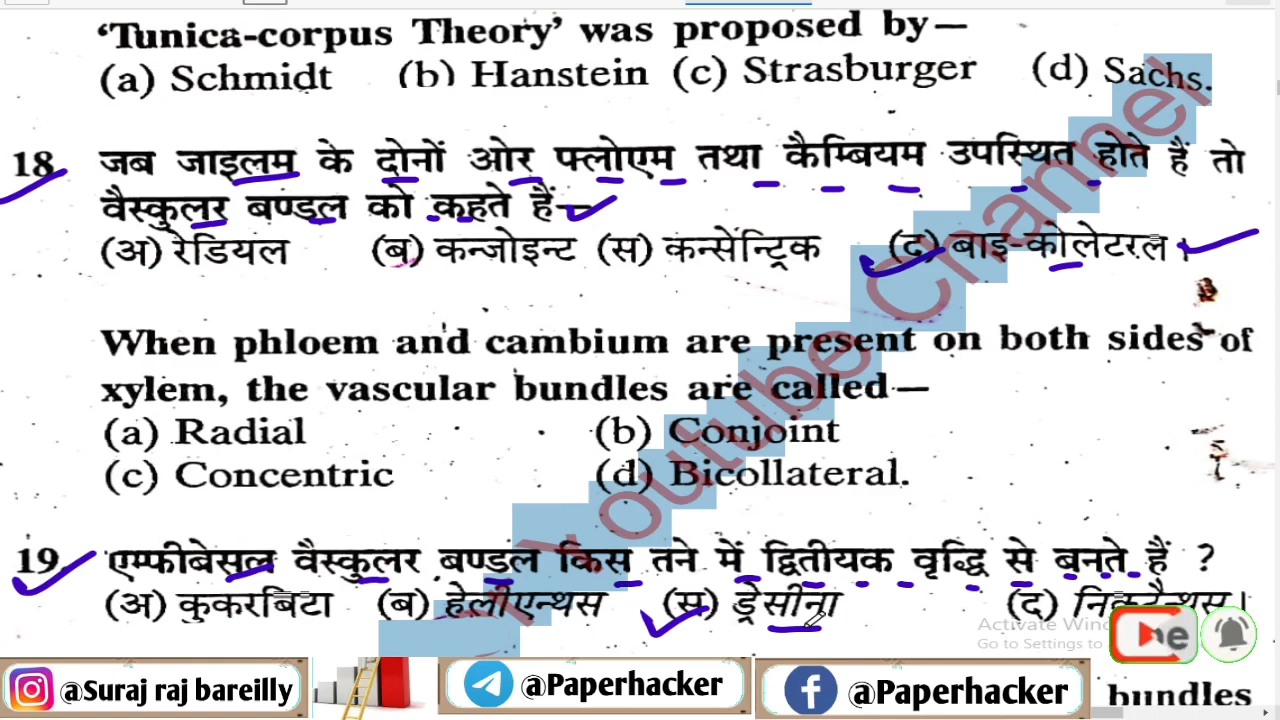 'Tunica-corpus Theory' was proposed by—
(a) Schmidt (b) Hanstein (c) Strasburger (d) Sachs.
18 जब जाइलम के दोनों ओर फ्लोएम तथा कैम्बियम उपस्थित होते हैं तो
वैस्कुलर बण्डल को कहते हैं—
(अ) रेडियल (ब) कन्जोइन्ट (स) कन्सेंन्ट्रिक (द) बाइ-कोलेटरल।
When phloem and cambium are present on both sides of
xylem, the vascular bundles are called—
(a) Radial (b) Conjoint
(c) Concentric (d) Bicollateral.
19 एम्फीबेसल वैस्कुलर बण्डल किस तने में द्वितीयक वृद्धि से बनते हैं ?
(अ) कुकरबिटा (ब) हेलीएन्थस (स) ड्रेसीना (द) निक्टैन्थस।
Youtube Channel
Go to Settings to
@Suraj raj bareilly @Paperhacker @Paperhacker
bundles